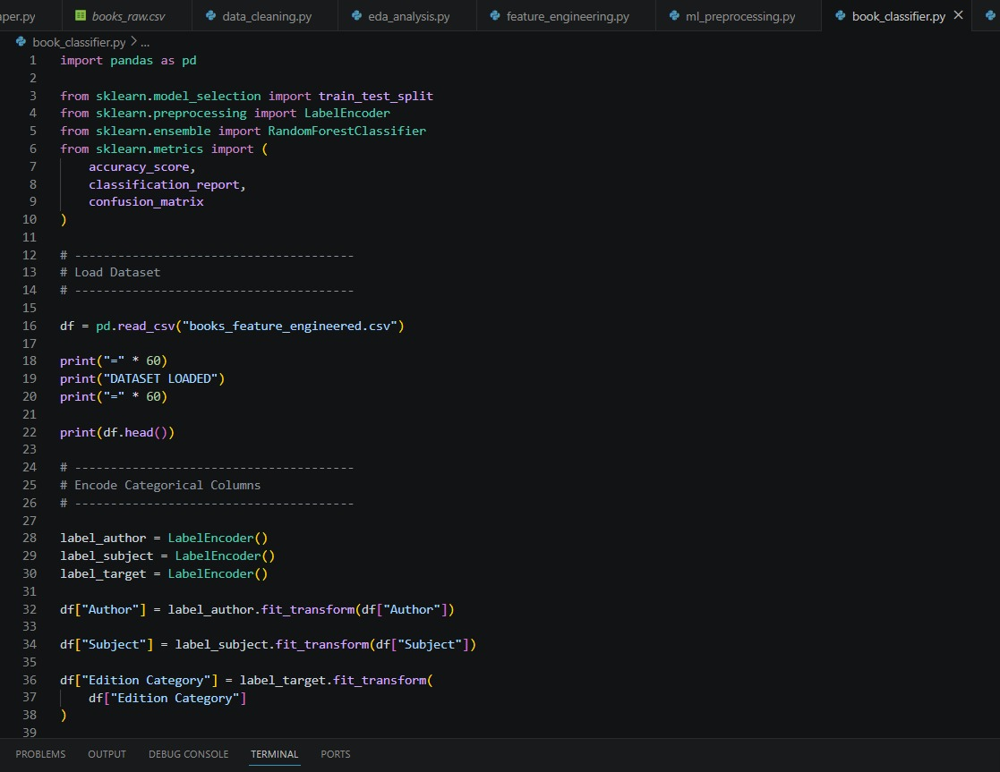 aper.py books_raw.csv data_cleaning.py eda_analysis.py feature_engineering.py ml_preprocessing.py book_classifier.py
book_classifier.py > ...
1 import pandas as pd
2
3 from sklearn.model_selection import train_test_split
4 from sklearn.preprocessing import LabelEncoder
5 from sklearn.ensemble import RandomForestClassifier
6 from sklearn.metrics import (
7     accuracy_score,
8     classification_report,
9     confusion_matrix
10 )
11
12 # ---------------------------------------
13 # Load Dataset
14 # ---------------------------------------
15
16 df = pd.read_csv("books_feature_engineered.csv")
17
18 print("=" * 60)
19 print("DATASET LOADED")
20 print("=" * 60)
21
22 print(df.head())
23
24 # ---------------------------------------
25 # Encode Categorical Columns
26 # ---------------------------------------
27
28 label_author = LabelEncoder()
29 label_subject = LabelEncoder()
30 label_target = LabelEncoder()
31
32 df["Author"] = label_author.fit_transform(df["Author"])
33
34 df["Subject"] = label_subject.fit_transform(df["Subject"])
35
36 df["Edition Category"] = label_target.fit_transform(
37     df["Edition Category"]
38 )
39
PROBLEMS OUTPUT DEBUG CONSOLE TERMINAL PORTS